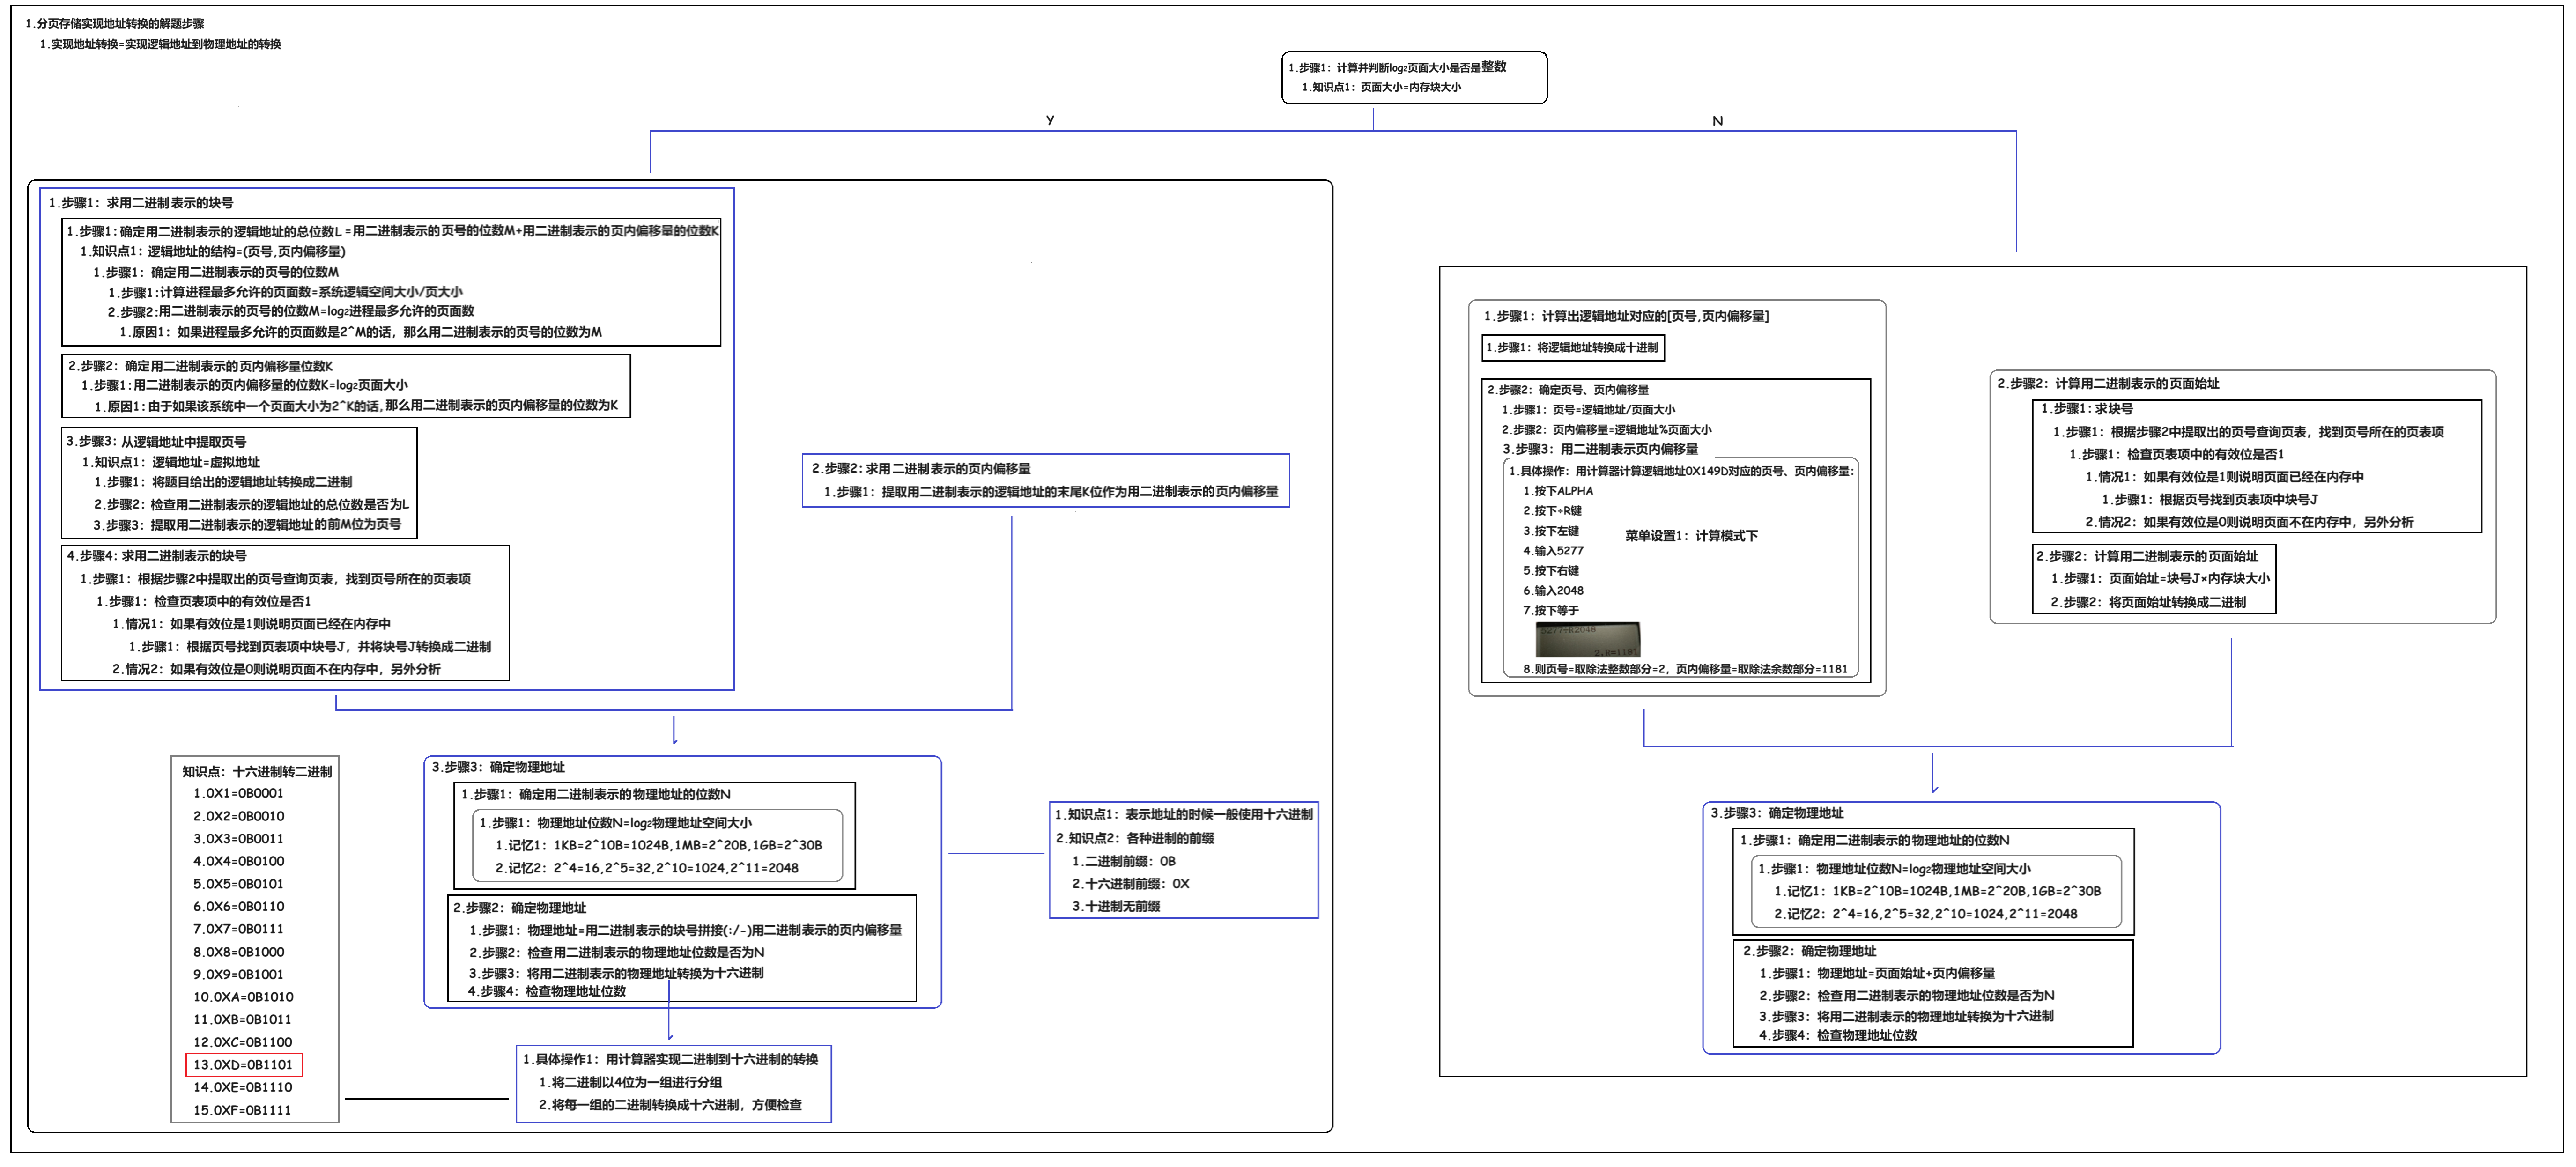 1.分页存储实现地址转换的解题步骤
1.实现地址转换=实现逻辑地址到物理地址的转换
1.步骤1：计算并判断log₂页面大小是否是整数
1.知识点1：页面大小=内存块大小
Y
N
1.步骤1：求用二进制表示的块号
1.步骤1:确定用二进制表示的逻辑地址的总位数L=用二进制表示的页号的位数M+用二进制表示的页内偏移量的位数K
1.知识点1：逻辑地址的结构=(页号,页内偏移量)
1.步骤1：确定用二进制表示的页号的位数M
1.步骤1:计算进程最多允许的页面数=系统逻辑空间大小/页大小
2.步骤2:用二进制表示的页号的位数M=log₂进程最多允许的页面数
1.原因1：如果进程最多允许的页面数是2^M的话，那么用二进制表示的页号的位数为M
2.步骤2：确定用二进制表示的页内偏移量位数K
1.步骤1:用二进制表示的页内偏移量的位数K=log₂页面大小
1.原因1:由于如果该系统中一个页面大小为2^K的话,那么用二进制表示的页内偏移量的位数为K
3.步骤3：从逻辑地址中提取页号
1.知识点1：逻辑地址=虚拟地址
1.步骤1：将题目给出的逻辑地址转换成二进制
2.步骤2：检查用二进制表示的逻辑地址的总位数是否为L
3.步骤3：提取用二进制表示的逻辑地址的前M位为页号
4.步骤4:求用二进制表示的块号
1.步骤1：根据步骤2中提取出的页号查询页表，找到页号所在的页表项
1.步骤1：检查页表项中的有效位是否1
1.情况1：如果有效位是1则说明页面已经在内存中
1.步骤1：根据页号找到页表项中块号J，并将块号J转换成二进制
2.情况2：如果有效位是0则说明页面不在内存中，另外分析
2.步骤2：求用二进制表示的页内偏移量
1.步骤1：提取用二进制表示的逻辑地址的末尾K位作为用二进制表示的页内偏移量
知识点：十六进制转二进制
1.0X1=0B0001
2.0X2=0B0010
3.0X3=0B0011
4.0X4=0B0100
5.0X5=0B0101
6.0X6=0B0110
7.0X7=0B0111
8.0X8=0B1000
9.0X9=0B1001
10.0XA=0B1010
11.0XB=0B1011
12.0XC=0B1100
13.0XD=0B1101
14.0XE=0B1110
15.0XF=0B1111
3.步骤3：确定物理地址
1.步骤1：确定用二进制表示的物理地址的位数N
1.步骤1：物理地址位数N=log₂物理地址空间大小
1.记忆1：1KB=2^10B=1024B,1MB=2^20B,1GB=2^30B
2.记忆2：2^4=16,2^5=32,2^10=1024,2^11=2048
2.步骤2：确定物理地址
1.步骤1：物理地址=用二进制表示的块号拼接(:/-)用二进制表示的页内偏移量
2.步骤2：检查用二进制表示的物理地址位数是否为N
3.步骤3：将用二进制表示的物理地址转换为十六进制
4.步骤4：检查物理地址位数
1.具体操作1：用计算器实现二进制到十六进制的转换
1.将二进制以4位为一组进行分组
2.将每一组的二进制转换成十六进制，方便检查
1.知识点1：表示地址的时候一般使用十六进制
2.知识点2：各种进制的前缀
1.二进制前缀：0B
2.十六进制前缀：0X
3.十进制无前缀
1.步骤1：计算出逻辑地址对应的[页号,页内偏移量]
1.步骤1：将逻辑地址转换成十进制
2.步骤2：确定页号、页内偏移量
1.步骤1：页号=逻辑地址/页面大小
2.步骤2：页内偏移量=逻辑地址%页面大小
3.步骤3：用二进制表示页内偏移量
1.具体操作：用计算器计算逻辑地址0X149D对应的页号、页内偏移量：
1.按下ALPHA
2.按下÷R键
3.按下左键
菜单设置1：计算模式下
4.输入5277
5.按下右键
6.输入2048
7.按下等于
5277÷R2048
2,R=1181
8.则页号=取除法整数部分=2，页内偏移量=取除法余数部分=1181
2.步骤2：计算用二进制表示的页面始址
1.步骤1:求块号
1.步骤1：根据步骤2中提取出的页号查询页表，找到页号所在的页表项
1.步骤1：检查页表项中的有效位是否1
1.情况1：如果有效位是1则说明页面已经在内存中
1.步骤1：根据页号找到页表项中块号J
2.情况2：如果有效位是0则说明页面不在内存中，另外分析
2.步骤2：计算用二进制表示的页面始址
1.步骤1：页面始址=块号J×内存块大小
2.步骤2：将页面始址转换成二进制
3.步骤3：确定物理地址
1.步骤1：确定用二进制表示的物理地址的位数N
1.步骤1：物理地址位数N=log₂物理地址空间大小
1.记忆1：1KB=2^10B=1024B,1MB=2^20B,1GB=2^30B
2.记忆2：2^4=16,2^5=32,2^10=1024,2^11=2048
2.步骤2：确定物理地址
1.步骤1：物理地址=页面始址+页内偏移量
2.步骤2：检查用二进制表示的物理地址位数是否为N
3.步骤3：将用二进制表示的物理地址转换为十六进制
4.步骤4：检查物理地址位数